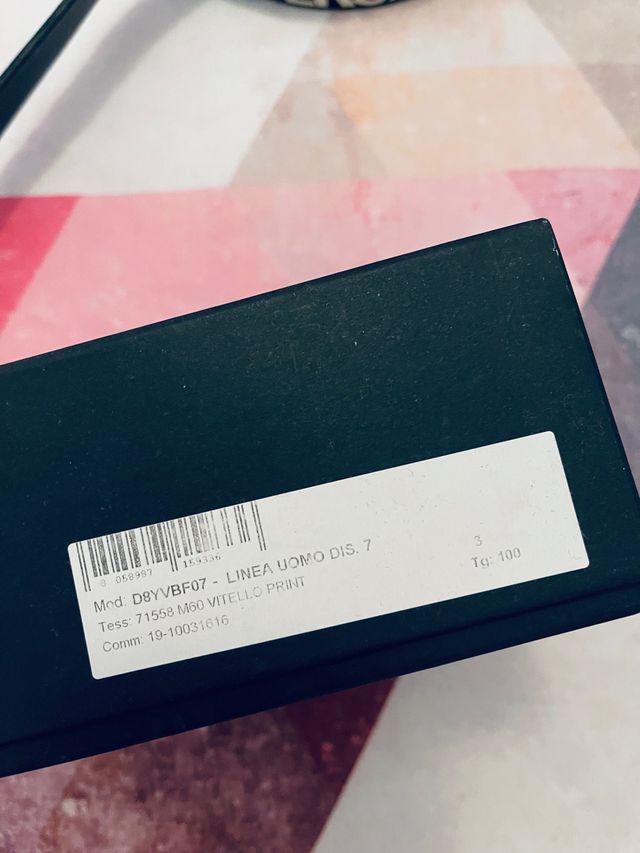 8 058987 159336
Mod: D8YVBF07 - LINEA UOMO DIS. 7
3
Tess: 71558 M60 VITELLO PRINT
Tg: 100
Comm: 19-10031616